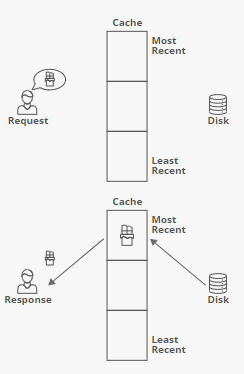 Cache
Most
Recent
Request
Disk
Least
Recent
Cache
Most
Recent
Response
Disk
Least
Recent